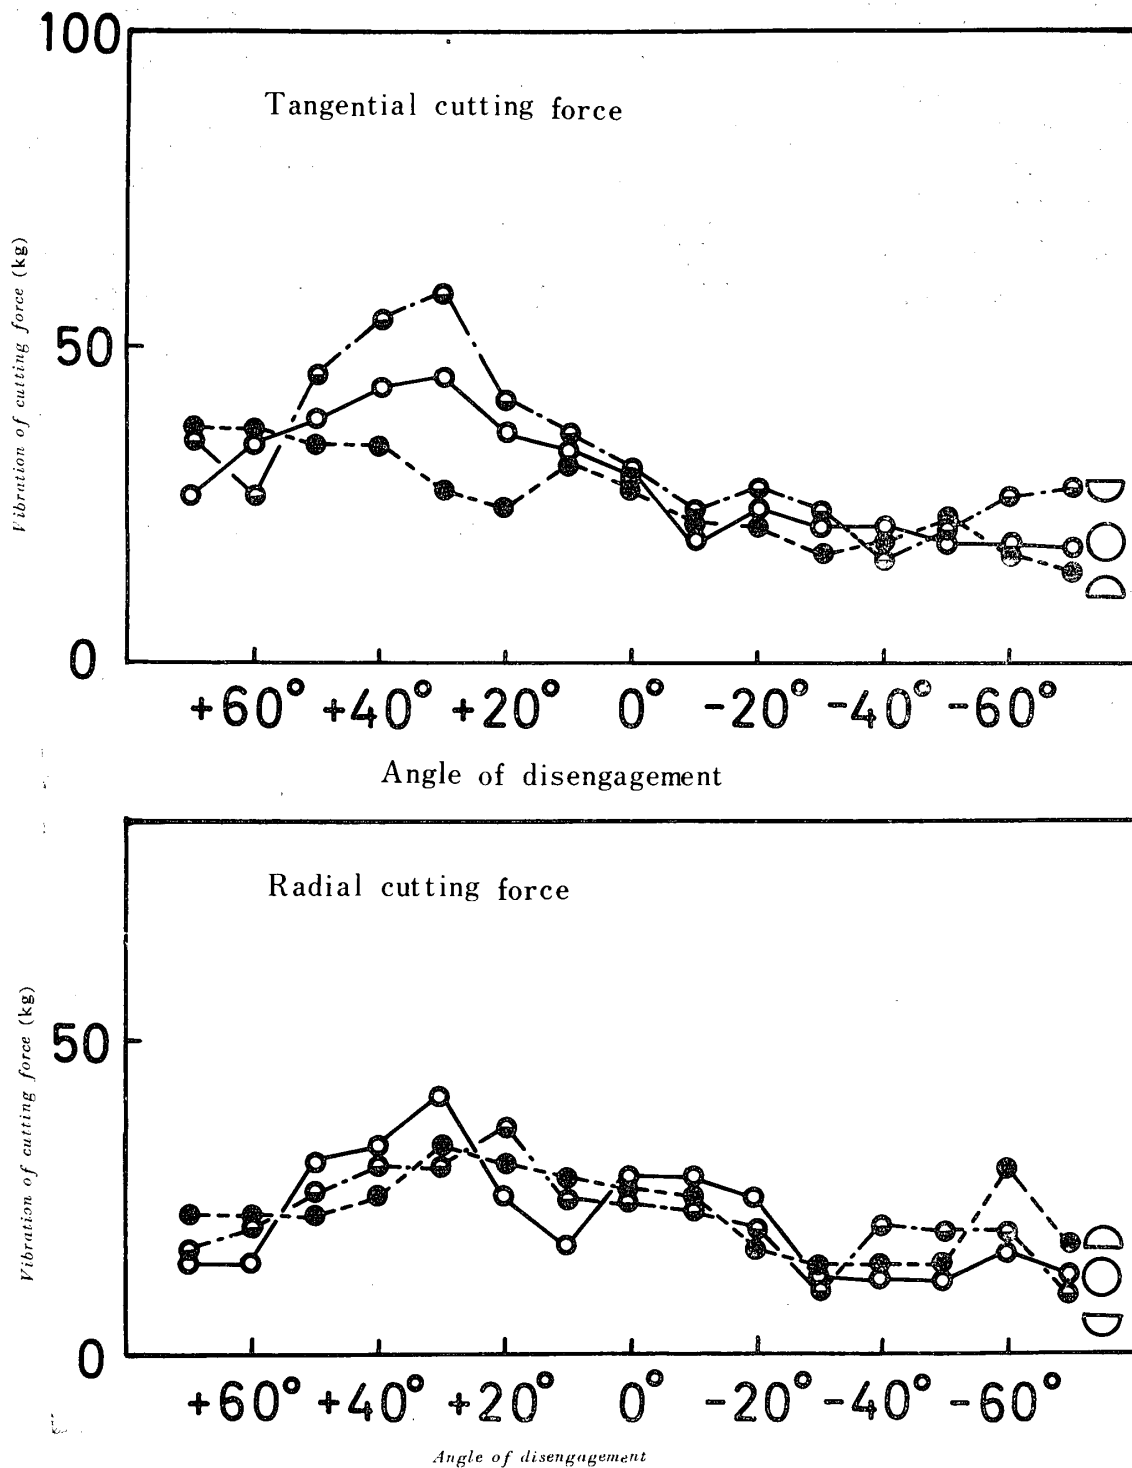 100
Tangential cutting force
Vibration of cutting force (kg)
50
0
+60° +40° +20° 0° -20° -40° -60°
Angle of disengagement
Radial cutting force
Vibration of cutting force (kg)
50
0
+60° +40° +20° 0° -20° -40° -60°
Angle of disengagement